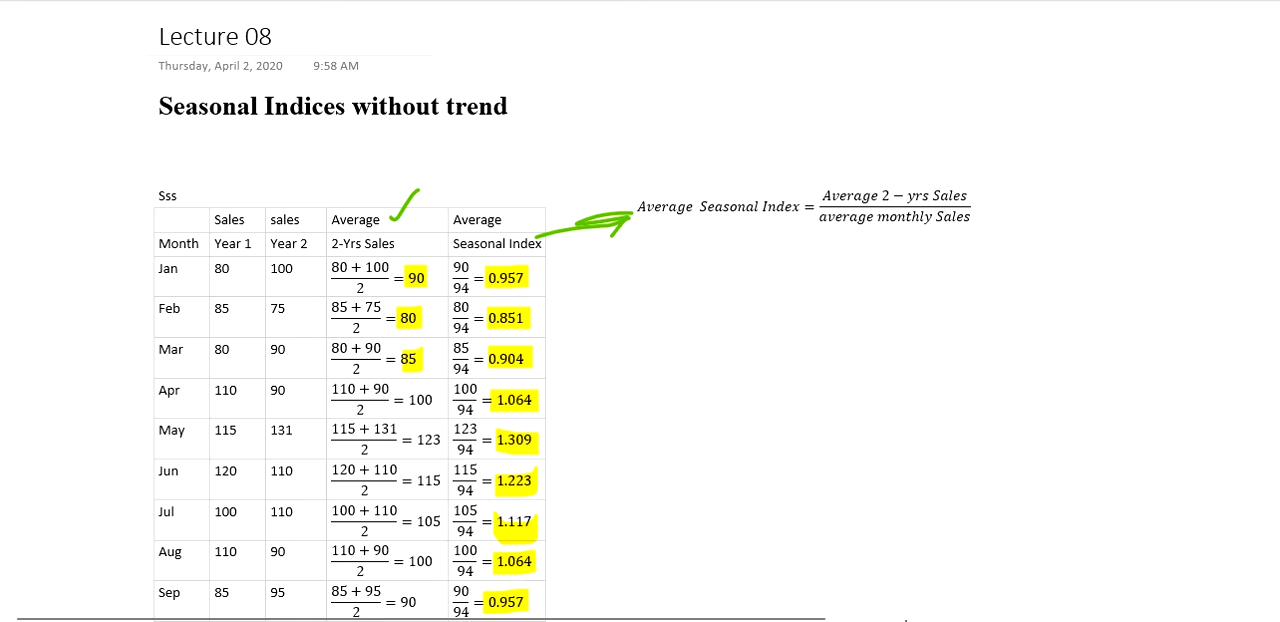 Lecture 08
Thursday, April 2, 2020 9:58 AM
Seasonal Indices without trend
Sss
Average Seasonal Index = Average 2 − yrs Sales / average monthly Sales
Sales sales Average Average
Month Year 1 Year 2 2-Yrs Sales Seasonal Index
Jan 80 100 80 + 100 / 2 = 90 90 / 94 = 0.957
Feb 85 75 85 + 75 / 2 = 80 80 / 94 = 0.851
Mar 80 90 80 + 90 / 2 = 85 85 / 94 = 0.904
Apr 110 90 110 + 90 / 2 = 100 100 / 94 = 1.064
May 115 131 115 + 131 / 2 = 123 123 / 94 = 1.309
Jun 120 110 120 + 110 / 2 = 115 115 / 94 = 1.223
Jul 100 110 100 + 110 / 2 = 105 105 / 94 = 1.117
Aug 110 90 110 + 90 / 2 = 100 100 / 94 = 1.064
Sep 85 95 85 + 95 / 2 = 90 90 / 94 = 0.957